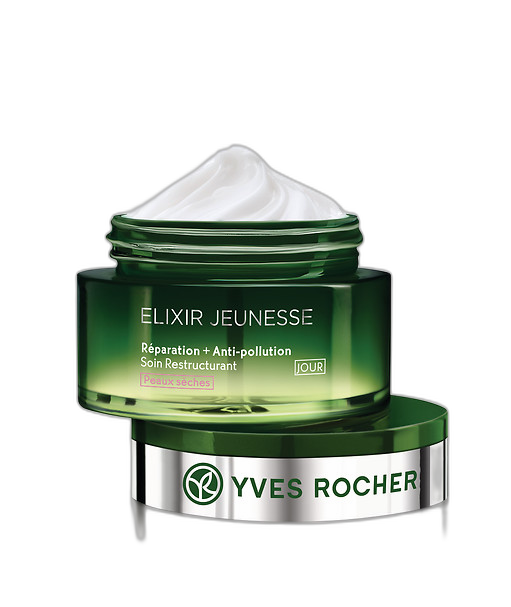 ELIXIR JEUNESSE
Réparation + Anti-pollution
Soin Restructurant
JOUR
Peaux sèches
YVES ROCHER